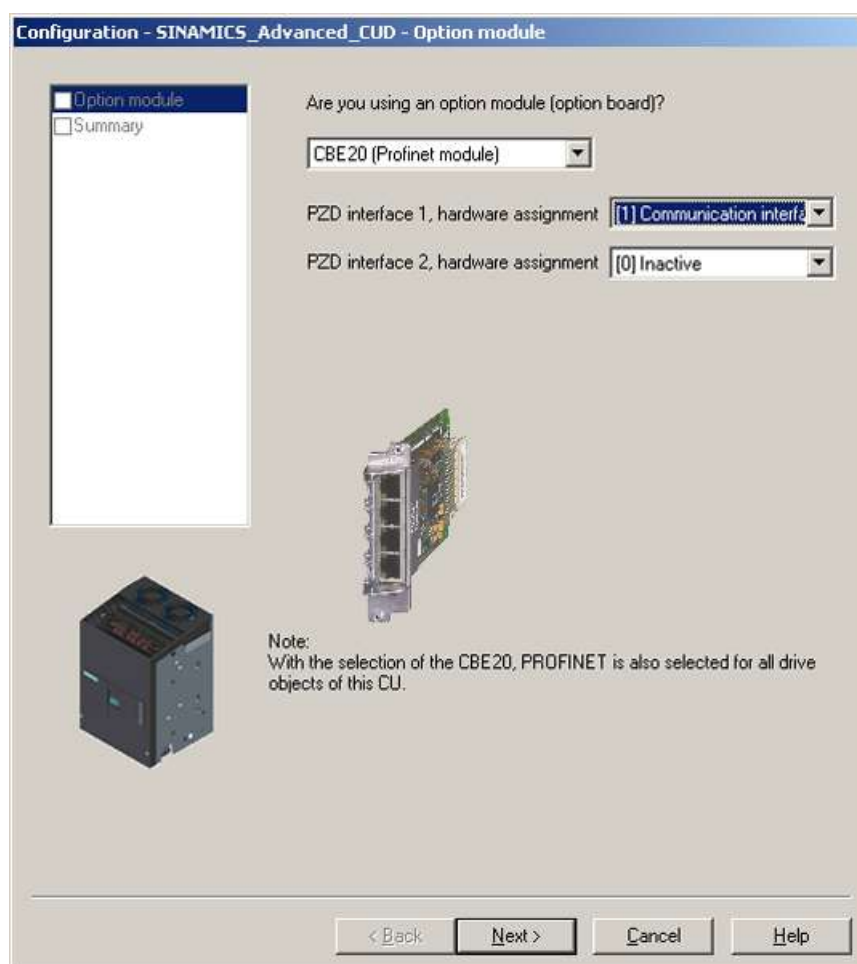 Configuration - SINAMICS_Advanced_CUD - Option module
Option module
Summary
Are you using an option module (option board)?
CBE20 (Profinet module)
PZD interface 1, hardware assignment [1] Communication interfa
PZD interface 2, hardware assignment [0] Inactive
Note:
With the selection of the CBE20, PROFINET is also selected for all drive
objects of this CU.
< Back Next > Cancel Help